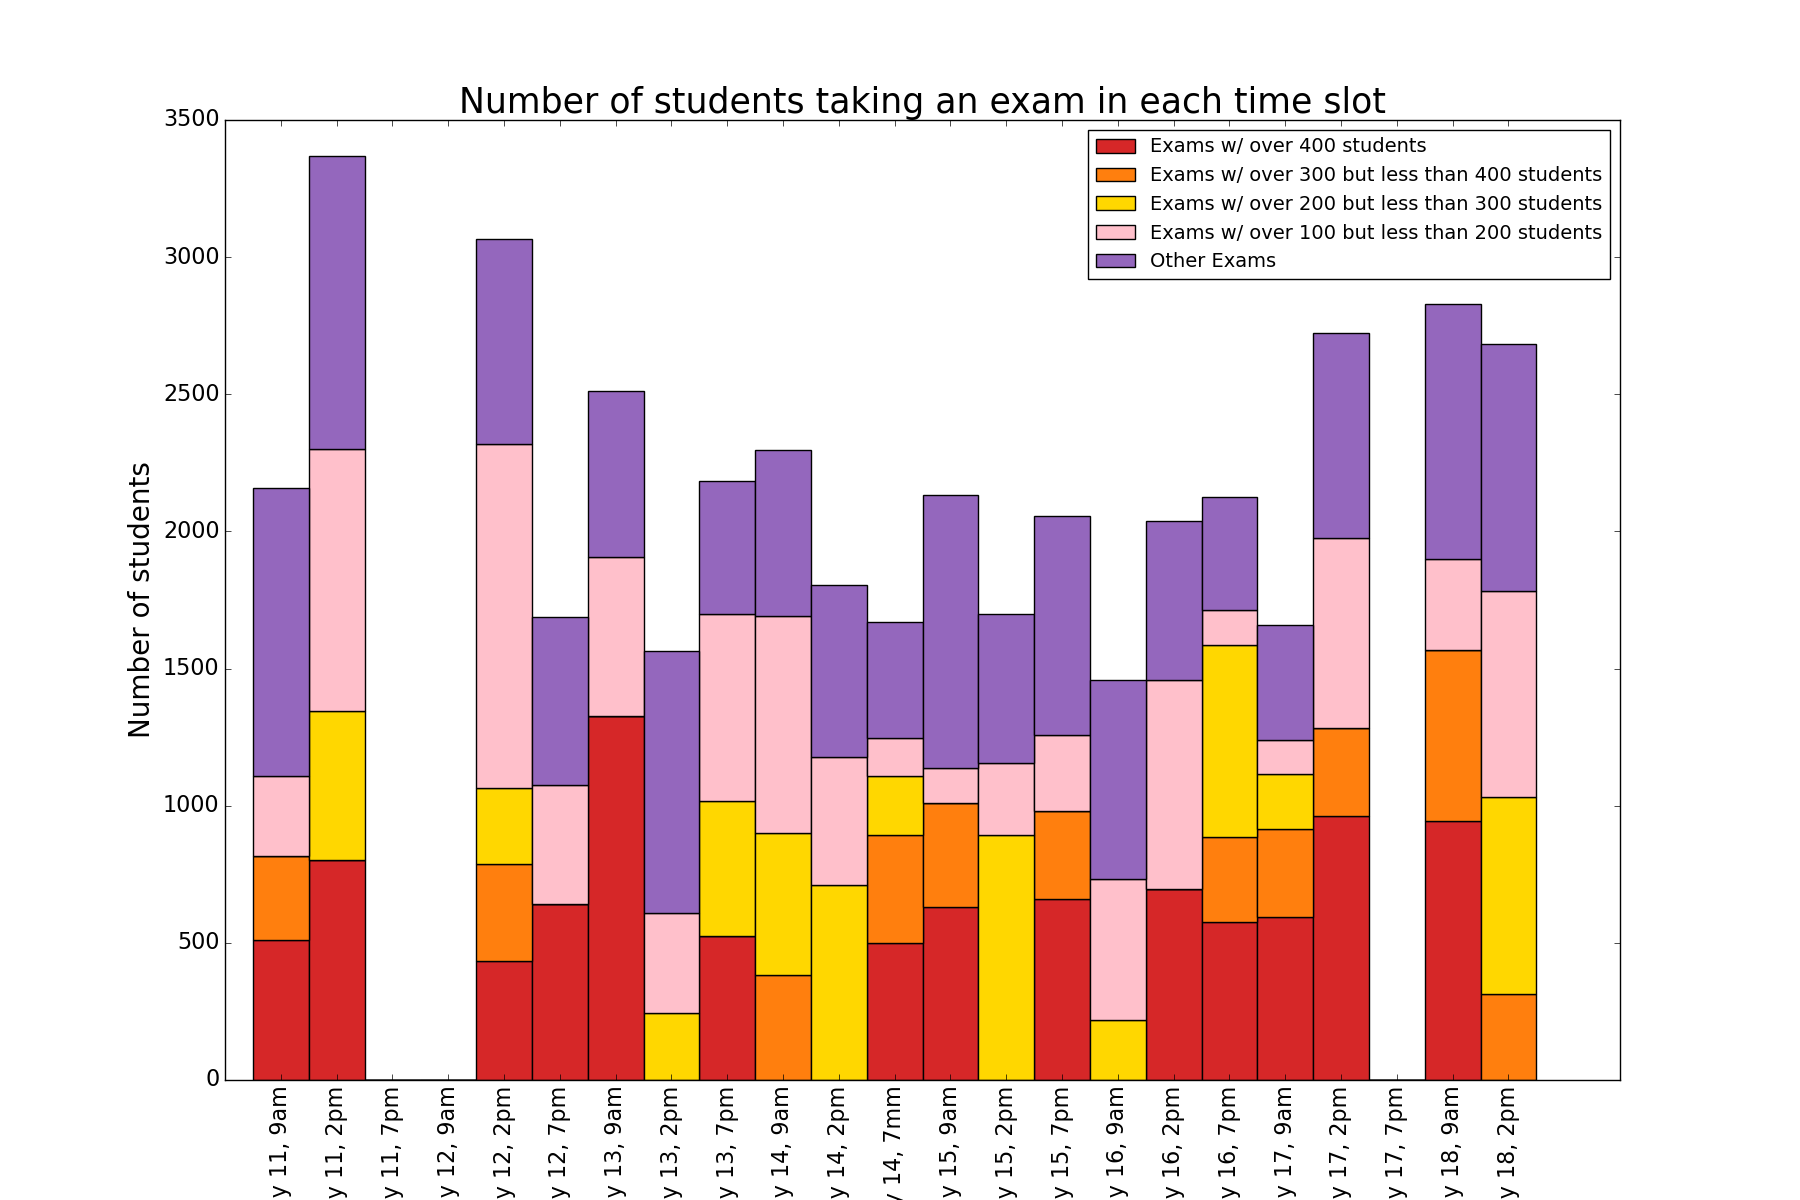 Number of students taking an exam in each time slot
Number of students
3500
3000
2500
2000
1500
1000
500
0
Exams w/ over 400 students
Exams w/ over 300 but less than 400 students
Exams w/ over 200 but less than 300 students
Exams w/ over 100 but less than 200 students
Other Exams
y 11, 9am
y 11, 2pm
y 11, 7pm
y 12, 9am
y 12, 2pm
y 12, 7pm
y 13, 9am
y 13, 2pm
y 13, 7pm
y 14, 9am
y 14, 2pm
y 14, 7mm
y 15, 9am
y 15, 2pm
y 15, 7pm
y 16, 9am
y 16, 2pm
y 16, 7pm
y 17, 9am
y 17, 2pm
y 17, 7pm
y 18, 9am
y 18, 2pm